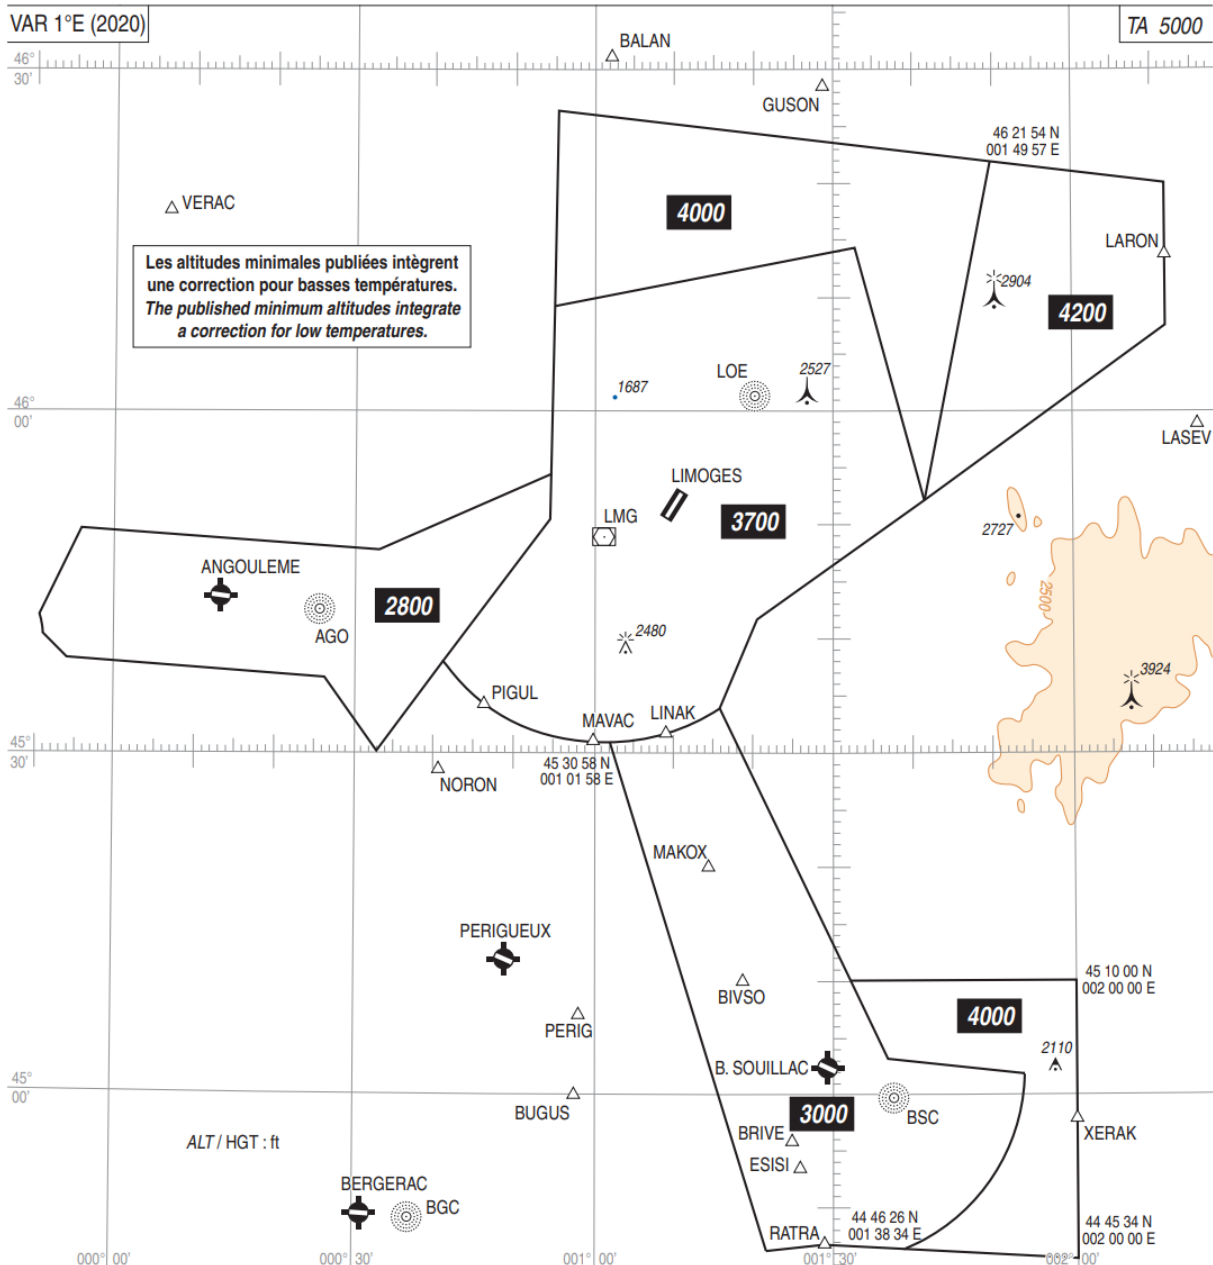 VAR 1°E (2020)
TA 5000
BALAN
46°
30'
GUSON
46 21 54 N
001 49 57 E
VERAC
4000
LARON
Les altitudes minimales publiées intègrent
une correction pour basses températures.
The published minimum altitudes integrate
a correction for low temperatures.
2904
4200
LOE
2527
1687
46°
00'
LASEV
LIMOGES
LMG
3700
2727
ANGOULEME
2500
2800
AGO
2480
3924
PIGUL
MAVAC
LINAK
45°
30'
45 30 58 N
001 01 58 E
NORON
MAKOX
PERIGUEUX
45 10 00 N
002 00 00 E
BIVSO
4000
PERIG
2110
B. SOUILLAC
45°
00'
BUGUS
3000
BSC
BRIVE
XERAK
ALT / HGT : ft
ESISI
BERGERAC
BGC
RATRA
44 46 26 N
001 38 34 E
44 45 34 N
002 00 00 E
000° 00'
000° 30'
001° 00'
001° 30'
002° 00'